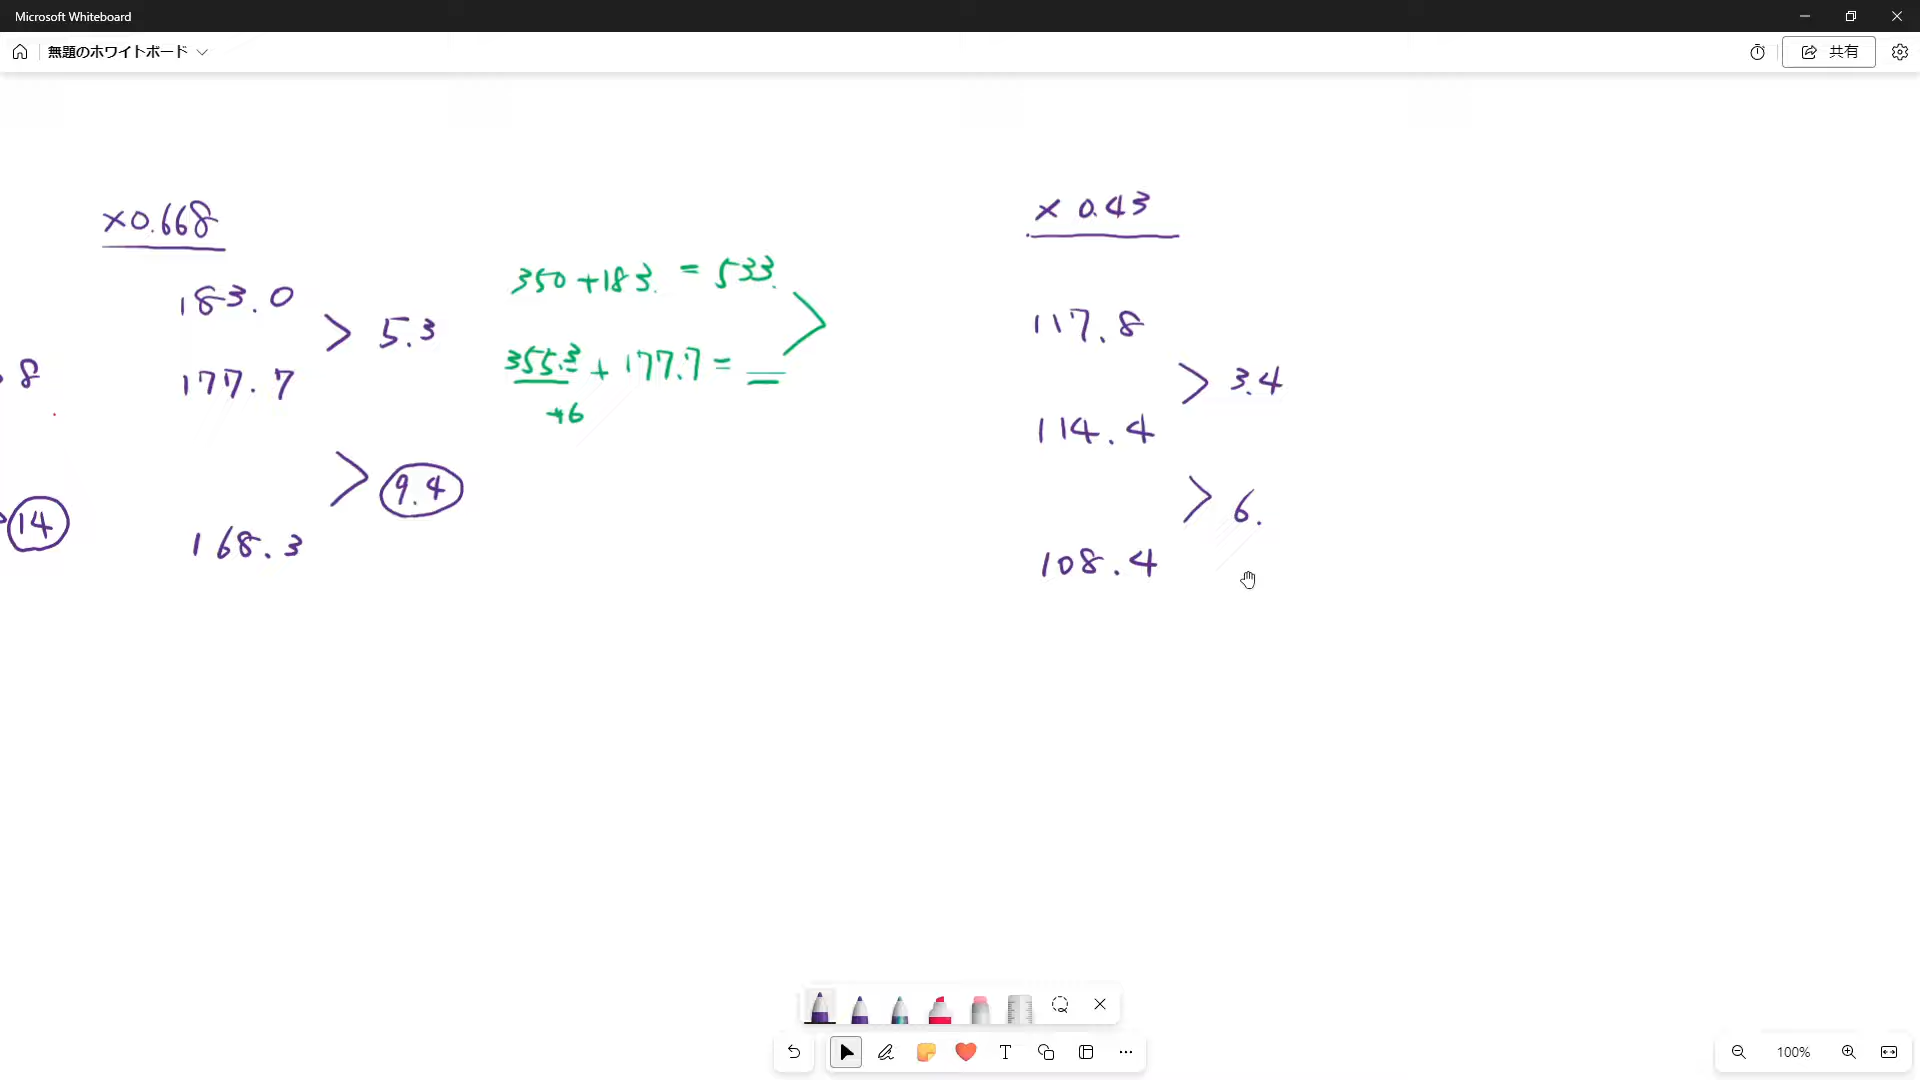 Microsoft Whiteboard
無題のホワイトボード
共有
×0.668
183.0
> 5.3
177.7
8
> 9.4
14
168.3
350+183. = 533.
355.3 + 177.7 =
+6
× 0.43
117.8
> 3.4
114.4
> 6.
108.4
T
100%